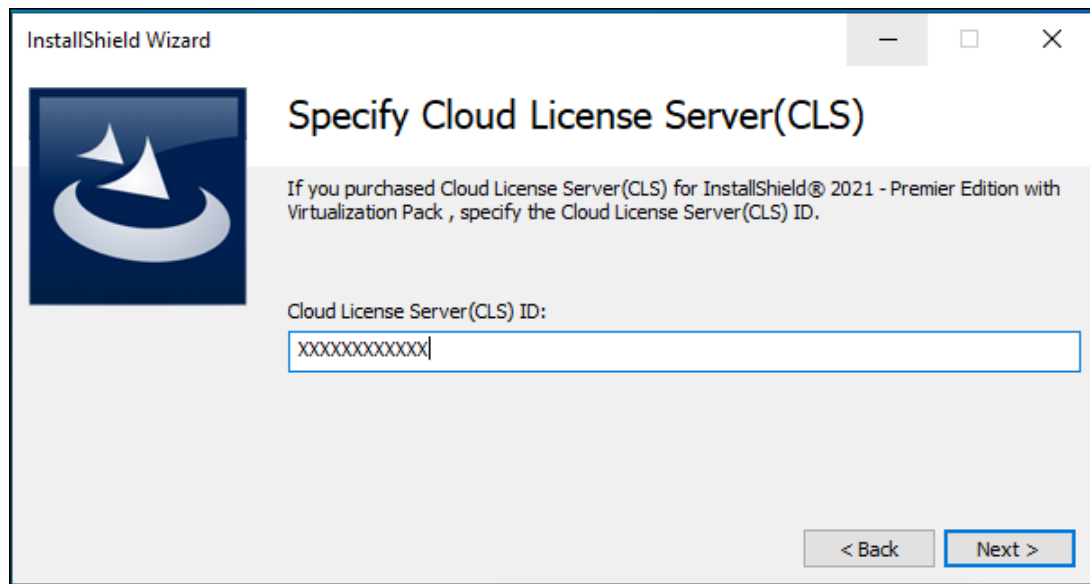 InstallShield Wizard
Specify Cloud License Server(CLS)
If you purchased Cloud License Server(CLS) for InstallShield® 2021 - Premier Edition with
Virtualization Pack , specify the Cloud License Server(CLS) ID.
Cloud License Server(CLS) ID:
XXXXXXXXXXXX
< Back
Next >